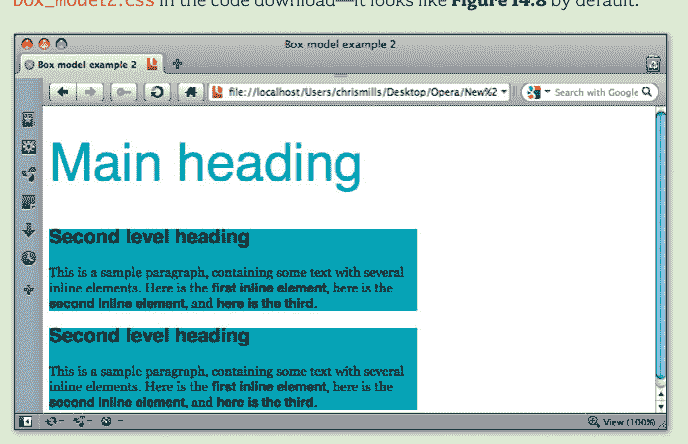 box_model2.css in the code download—it looks like Figure 14.8 by default.
Box model example 2
Box model example 2
file://localhost/Users/chrismills/Desktop/Opera/New%2
Search with Google
Main heading
Second level heading
This is a sample paragraph, containing some text with several
inline elements. Here is the first inline element, here is the
second inline element, and here is the third.
Second level heading
This is a sample paragraph, containing some text with several
inline elements. Here is the first inline element, here is the
second inline element, and here is the third.
View (100%)